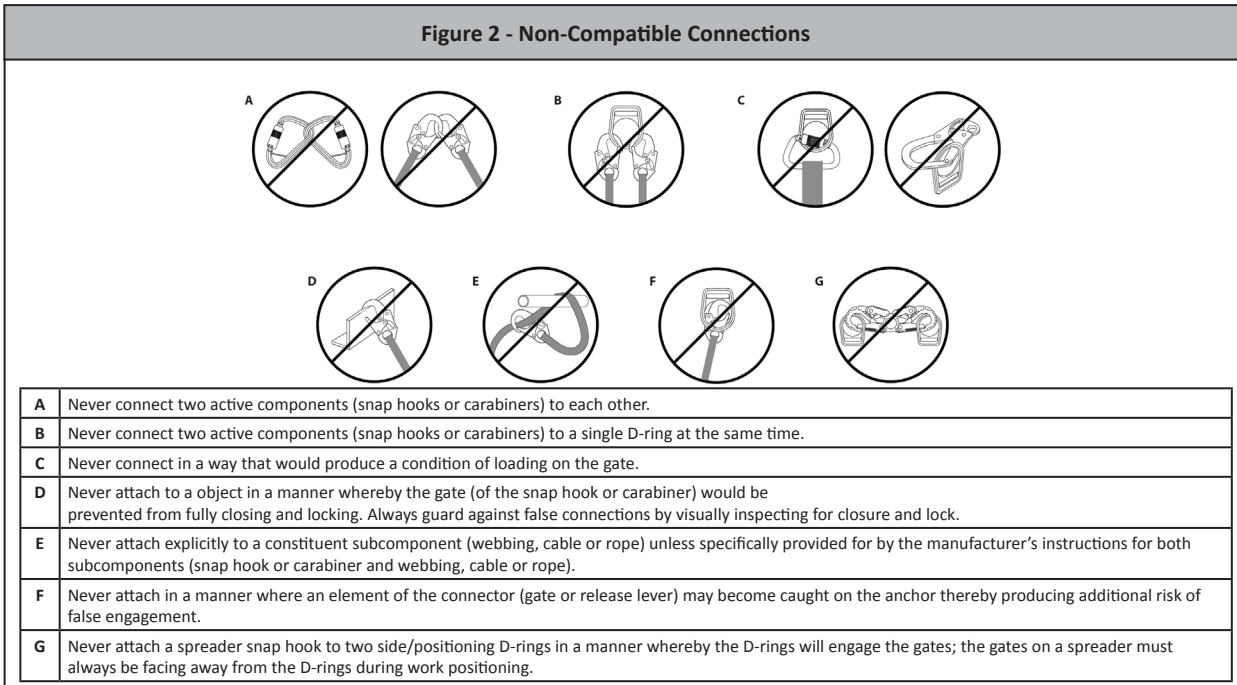 Figure 2 - Non-Compatible Connections
A
B
C
D
E
F
G
A Never connect two active components (snap hooks or carabiners) to each other.
B Never connect two active components (snap hooks or carabiners) to a single D-ring at the same time.
C Never connect in a way that would produce a condition of loading on the gate.
D Never attach to a object in a manner whereby the gate (of the snap hook or carabiner) would be
prevented from fully closing and locking. Always guard against false connections by visually inspecting for closure and lock.
E Never attach explicitly to a constituent subcomponent (webbing, cable or rope) unless specifically provided for by the manufacturer's instructions for both
subcomponents (snap hook or carabiner and webbing, cable or rope).
F Never attach in a manner where an element of the connector (gate or release lever) may become caught on the anchor thereby producing additional risk of
false engagement.
G Never attach a spreader snap hook to two side/positioning D-rings in a manner whereby the D-rings will engage the gates; the gates on a spreader must
always be facing away from the D-rings during work positioning.